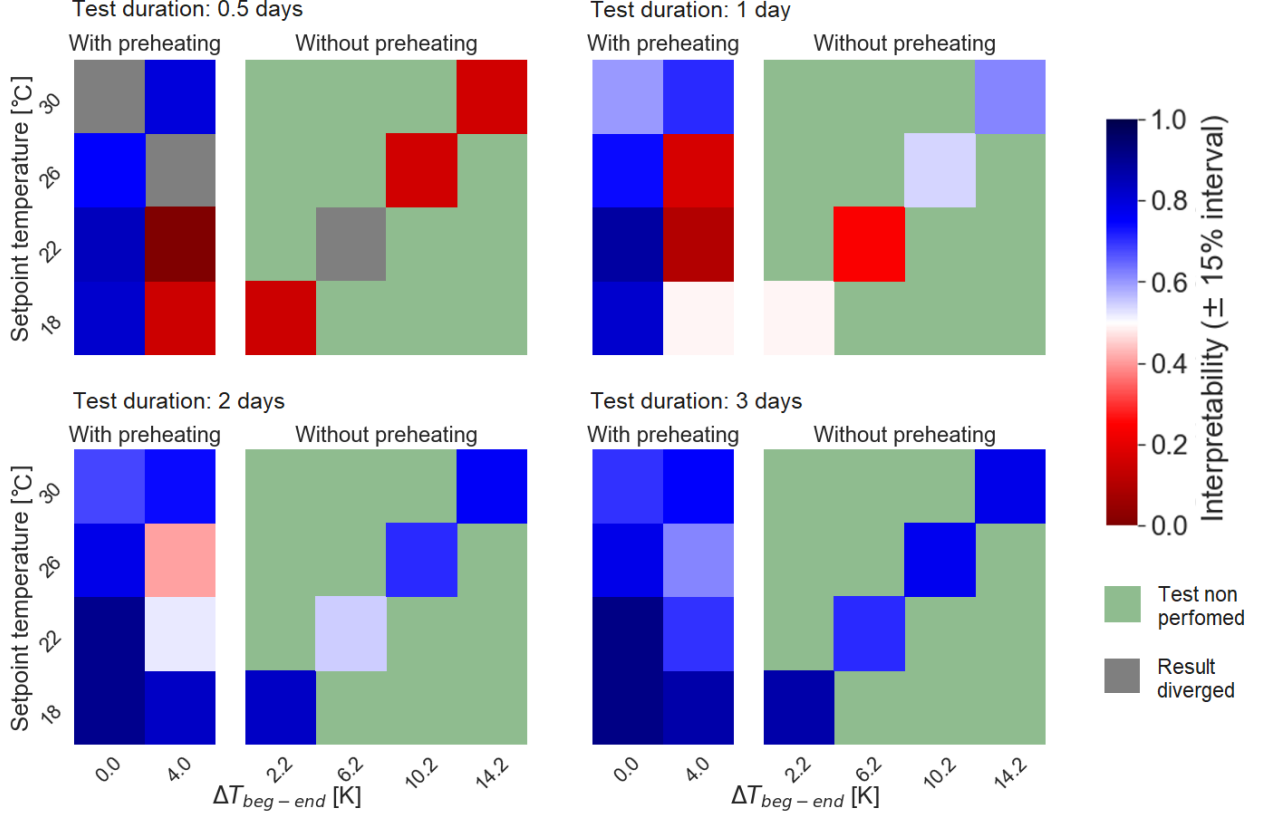 Test duration: 0.5 days
Test duration: 1 day
With preheating
Without preheating
With preheating
Without preheating
Setpoint temperature [°C]
30
26
22
18
1.0
0.8
0.6
0.4
0.2
0.0
Interpretability (± 15% interval)
Test duration: 2 days
Test duration: 3 days
With preheating
Without preheating
With preheating
Without preheating
Setpoint temperature [°C]
30
26
22
18
0.0
4.0
2.2
6.2
10.2
14.2
ΔT beg − end [K]
0.0
4.0
2.2
6.2
10.2
14.2
ΔT beg − end [K]
Test non
perfomed
Result
diverged